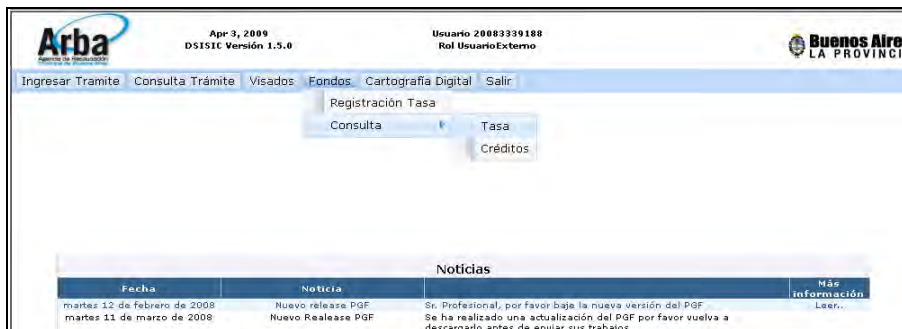 Arba
Agencia de Recaudación
Apr 3, 2009
DSISIC Versión 1.5.0
Usuario 20083339188
Rol UsuarioExterno
Buenos Aire
LA PROVINCI
Ingresar Tramite Consulta Trámite Visados Fondos Cartografía Digital Salir
Registración Tasa
Consulta Tasa
Créditos
Noticias
Fecha Noticia Más información
martes 12 de febrero de 2008 Nuevo release PGF Sr. Profesional, por favor baje la nueva versión del PGF Leer..
martes 11 de marzo de 2008 Nuevo Realease PGF Se ha realizado una actualización del PGF por favor vuelva a
descargarlo antes de enviar sus trabajos